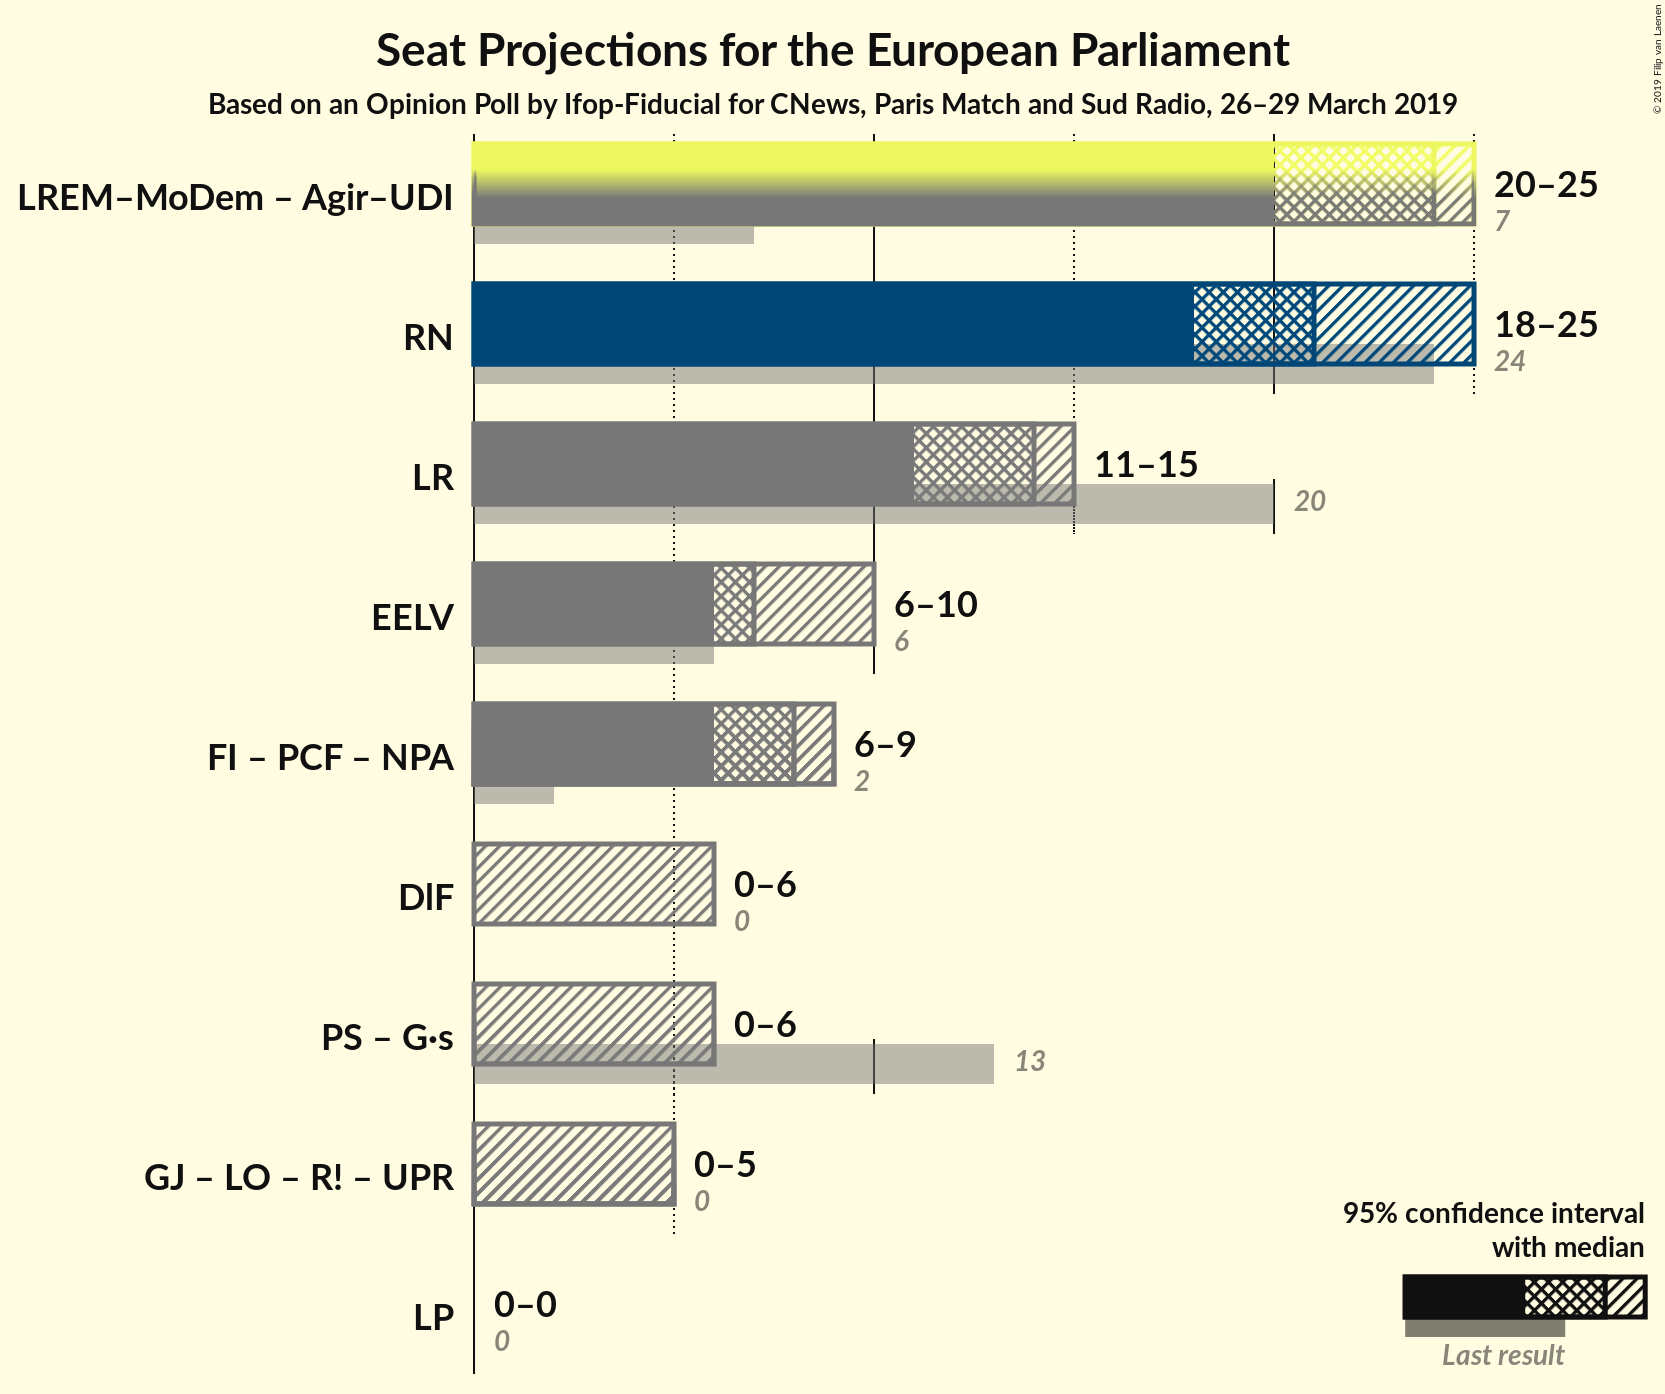 Seat Projections for the European Parliament
Based on an Opinion Poll by Ifop-Fiducial for CNews, Paris Match and Sud Radio, 26–29 March 2019
© 2019 Filip van Laenen
LREM–MoDem – Agir–UDI
20–25
7
RN
18–25
24
LR
11–15
20
EELV
6–10
6
FI – PCF – NPA
6–9
2
DlF
0–6
0
PS – G·s
0–6
13
GJ – LO – R! – UPR
0–5
0
LP
0–0
0
95% confidence interval
with median
Last result